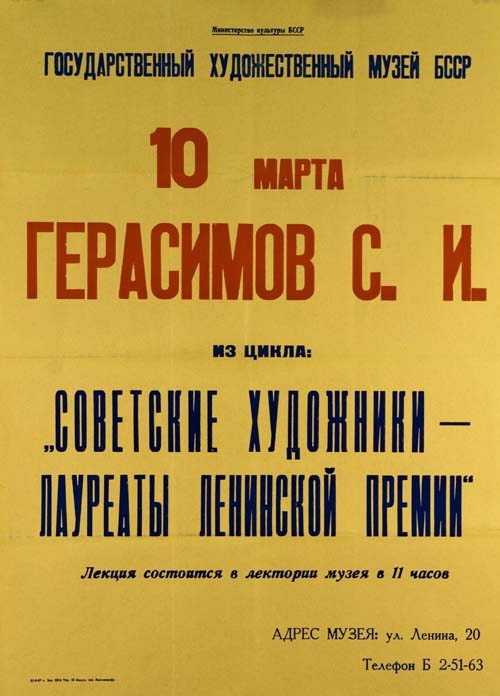 Министерство культуры БССР
ГОСУДАРСТВЕННЫЙ ХУДОЖЕСТВЕННЫЙ МУЗЕЙ БССР
10 МАРТА
ГЕРАСИМОВ С. И.
ИЗ ЦИКЛА:
„СОВЕТСКИЕ ХУДОЖНИКИ —
ЛАУРЕАТЫ ЛЕНИНСКОЙ ПРЕМИИ“
Лекция состоится в лектории музея в 11 часов
АДРЕС МУЗЕЯ: ул. Ленина, 20
Телефон Б 2-51-63